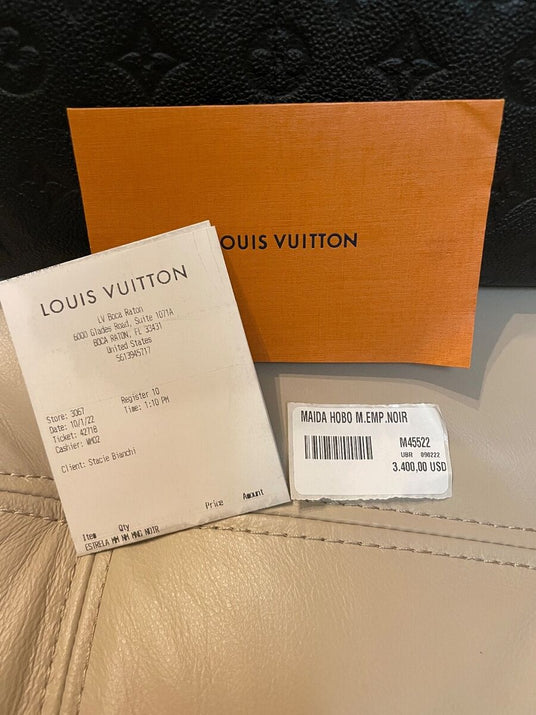 LOUIS VUITTON
LOUIS VUITTON
LV Boca Raton
6000 Glades Road, Suite 1071A
BOCA RATON, FL 33431
United States
5613945717
Store: 3067 Register 10
Date: 10/1/22 Time: 1:10 PM
Ticket: 42718
Cashier: WH02
Client: Stacie Bianchi
Item Qty Price Amount
ESTRELA NM MM MNG NOIR
MAIDA HOBO M.EMP.NOIR
M45522
UBR 090222
3.400,00 USD